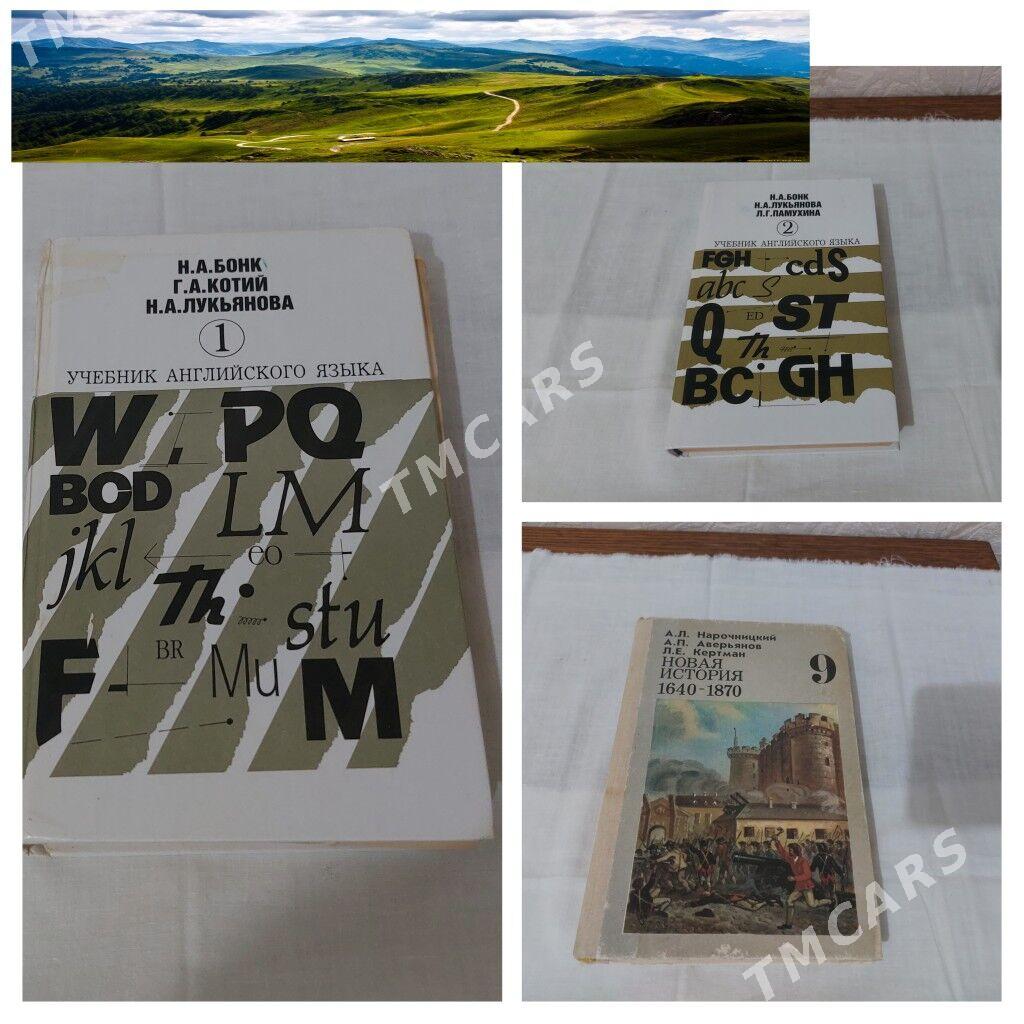 Н.А.БОНК
Г.А.КОТИЙ
Н.А.ЛУКЬЯНОВА
1
УЧЕБНИК АНГЛИЙСКОГО ЯЗЫКА
W PQ
BCD LM
jkl
EO
Th
stu
BR
F Mu M
Н.А.БОНК
Н.А.ЛУКЬЯНОВА
Л.Г.ПАМУХИНА
2
УЧЕБНИК АНГЛИЙСКОГО ЯЗЫКА
FGH cdS
abc S
Q ED ST
Th
BC GH
А.Л. Нарочницкий
А.П. Аверьянов
Л.Е. Кертман
НОВАЯ
ИСТОРИЯ
1640-1870
9
TMCARS
TMCARS
TMCARS